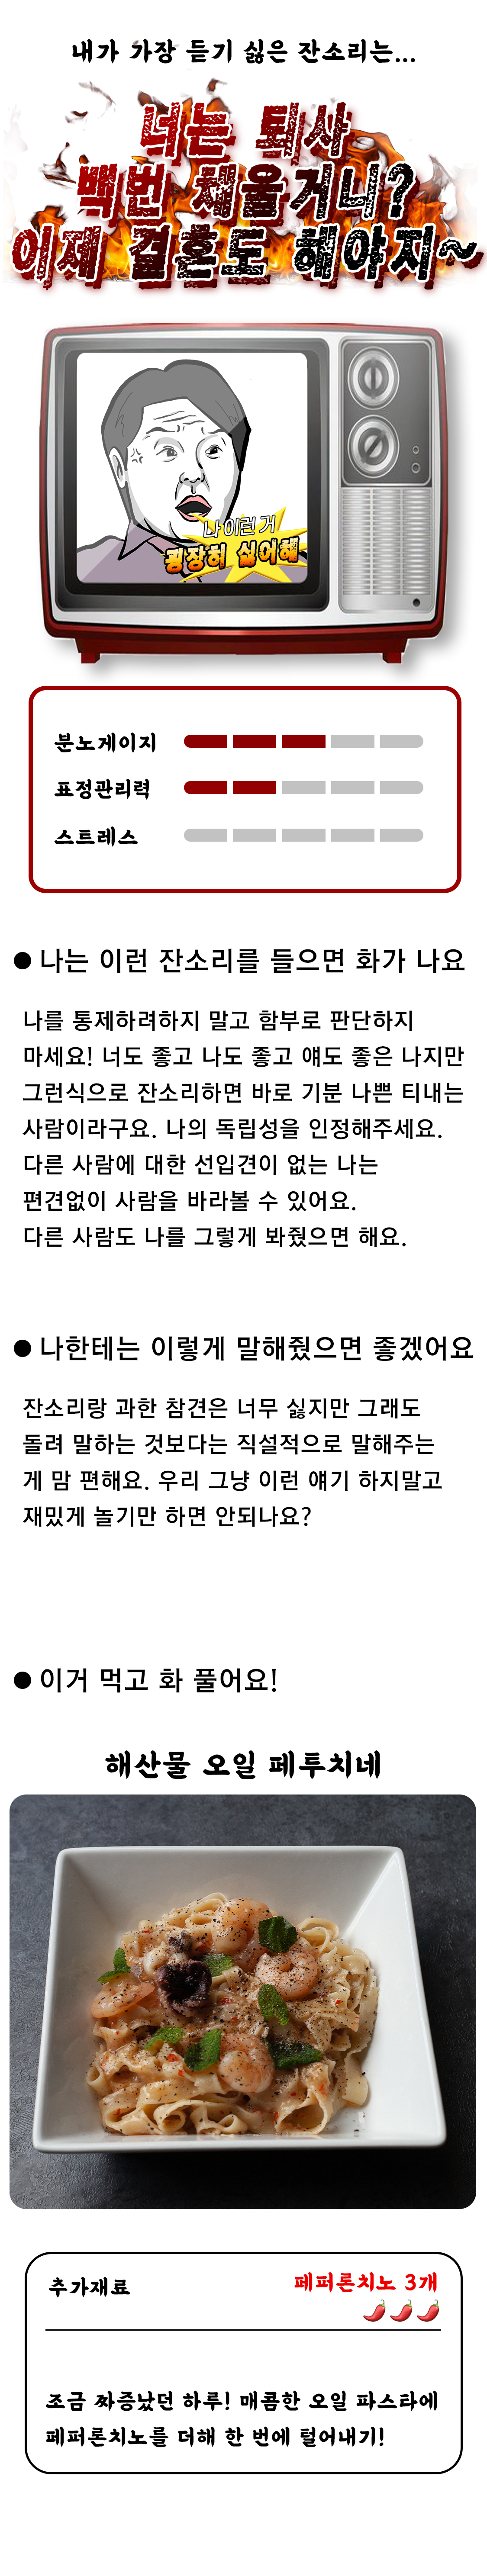 내가 가장 듣기 싫은 잔소리는...
너는 퇴사
백번 채울거니?
이제 결혼도 해야지~
나 이런 거
굉장히 싫어해
분노게이지
표정관리력
스트레스
● 나는 이런 잔소리를 들으면 화가 나요
나를 통제하려하지 말고 함부로 판단하지
마세요! 너도 좋고 나도 좋고 얘도 좋은 나지만
그런식으로 잔소리하면 바로 기분 나쁜 티내는
사람이라구요. 나의 독립성을 인정해주세요.
다른 사람에 대한 선입견이 없는 나는
편견없이 사람을 바라볼 수 있어요.
다른 사람도 나를 그렇게 봐줬으면 해요.
● 나한테는 이렇게 말해줬으면 좋겠어요
잔소리랑 과한 참견은 너무 싫지만 그래도
돌려 말하는 것보다는 직설적으로 말해주는
게 맘 편해요. 우리 그냥 이런 얘기 하지말고
재밌게 놀기만 하면 안되나요?
● 이거 먹고 화 풀어요!
해산물 오일 페투치네
추가재료
페퍼론치노 3개
조금 짜증났던 하루! 매콤한 오일 파스타에
페퍼론치노를 더해 한 번에 털어내기!